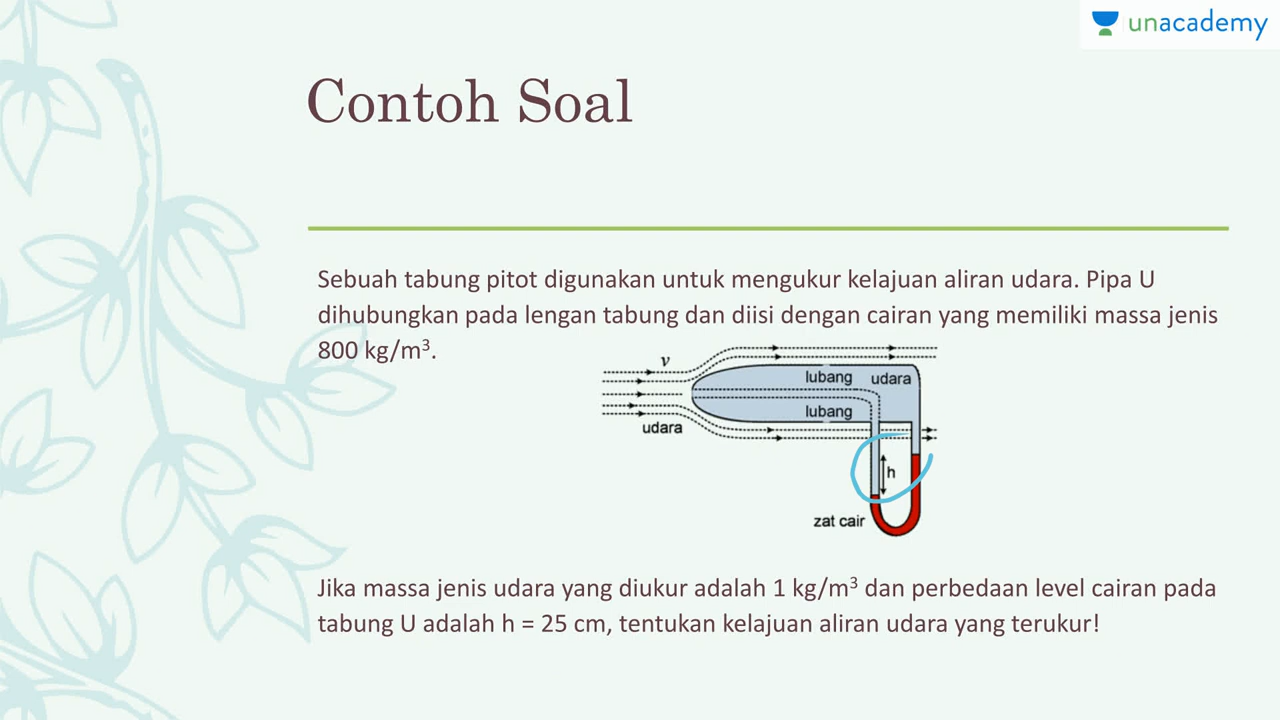 unacademy
Contoh Soal
Sebuah tabung pitot digunakan untuk mengukur kelajuan aliran udara. Pipa U
dihubungkan pada lengan tabung dan diisi dengan cairan yang memiliki massa jenis
800 kg/m³.
v
lubang udara
lubang
udara
h
zat cair
Jika massa jenis udara yang diukur adalah 1 kg/m³ dan perbedaan level cairan pada
tabung U adalah h = 25 cm, tentukan kelajuan aliran udara yang terukur!